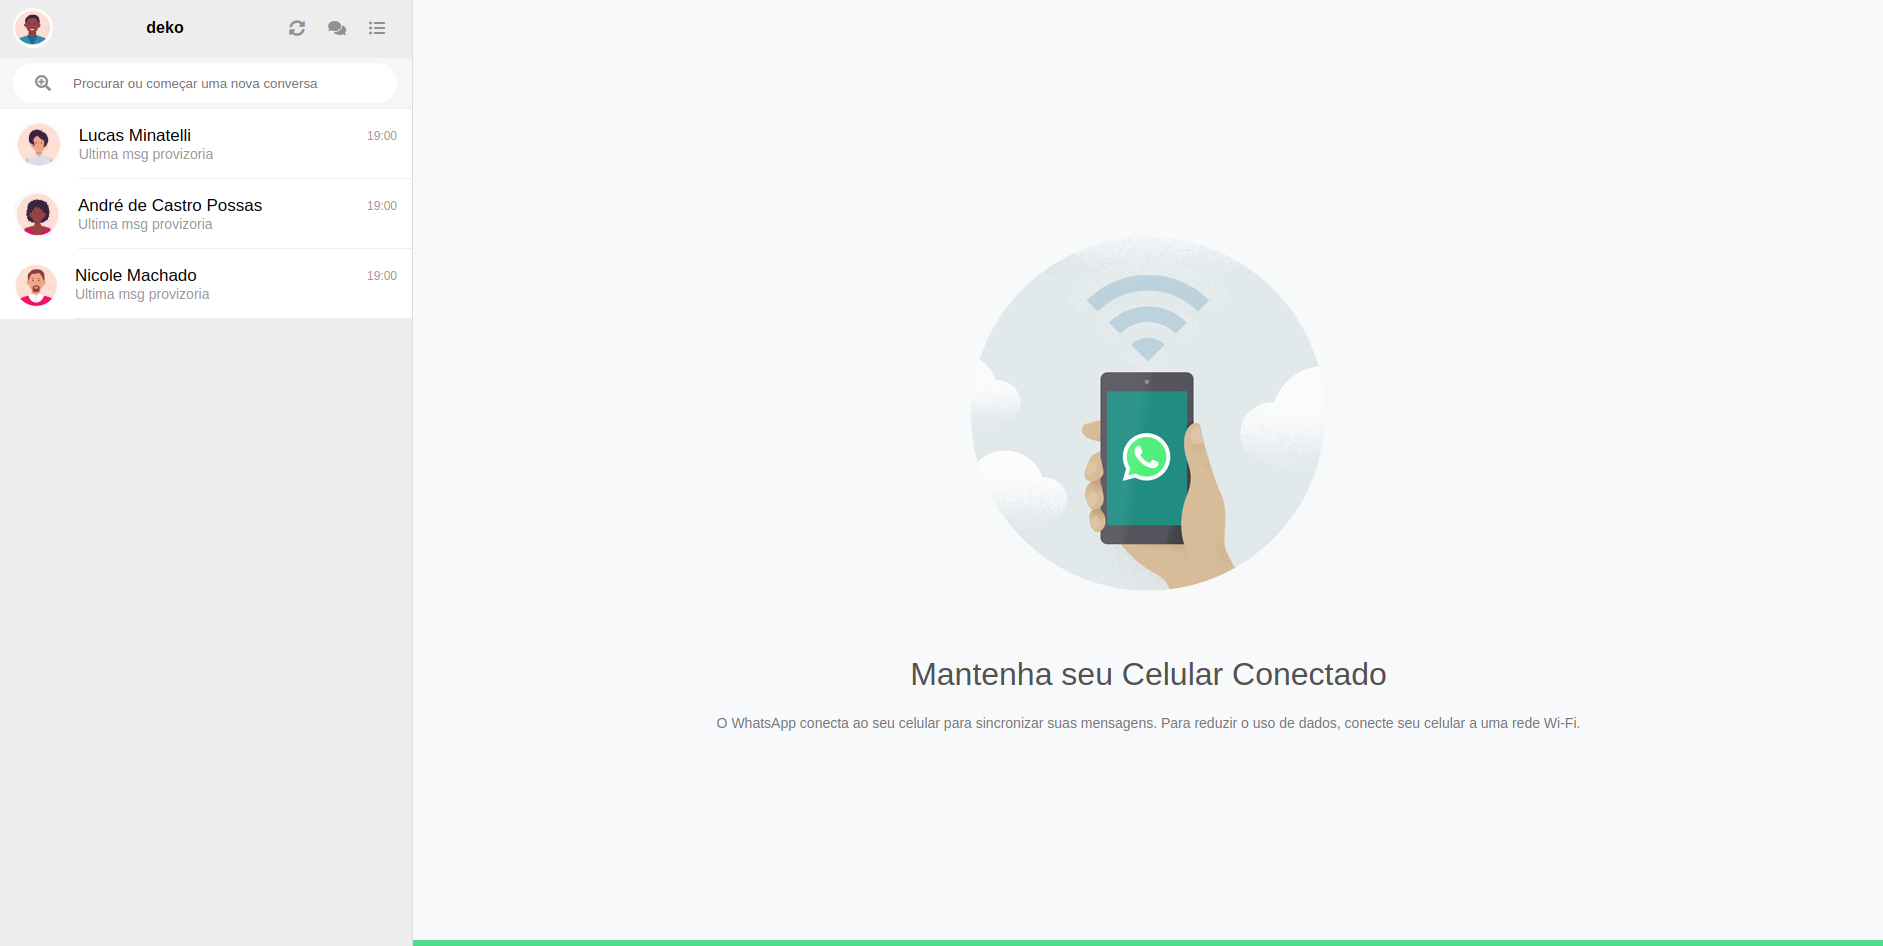 deko
Procurar ou começar uma nova conversa
Lucas Minatelli
19:00
Ultima msg provizoria
André de Castro Possas
19:00
Ultima msg provizoria
Nicole Machado
19:00
Ultima msg provizoria
Mantenha seu Celular Conectado
O WhatsApp conecta ao seu celular para sincronizar suas mensagens. Para reduzir o uso de dados, conecte seu celular a uma rede Wi-Fi.